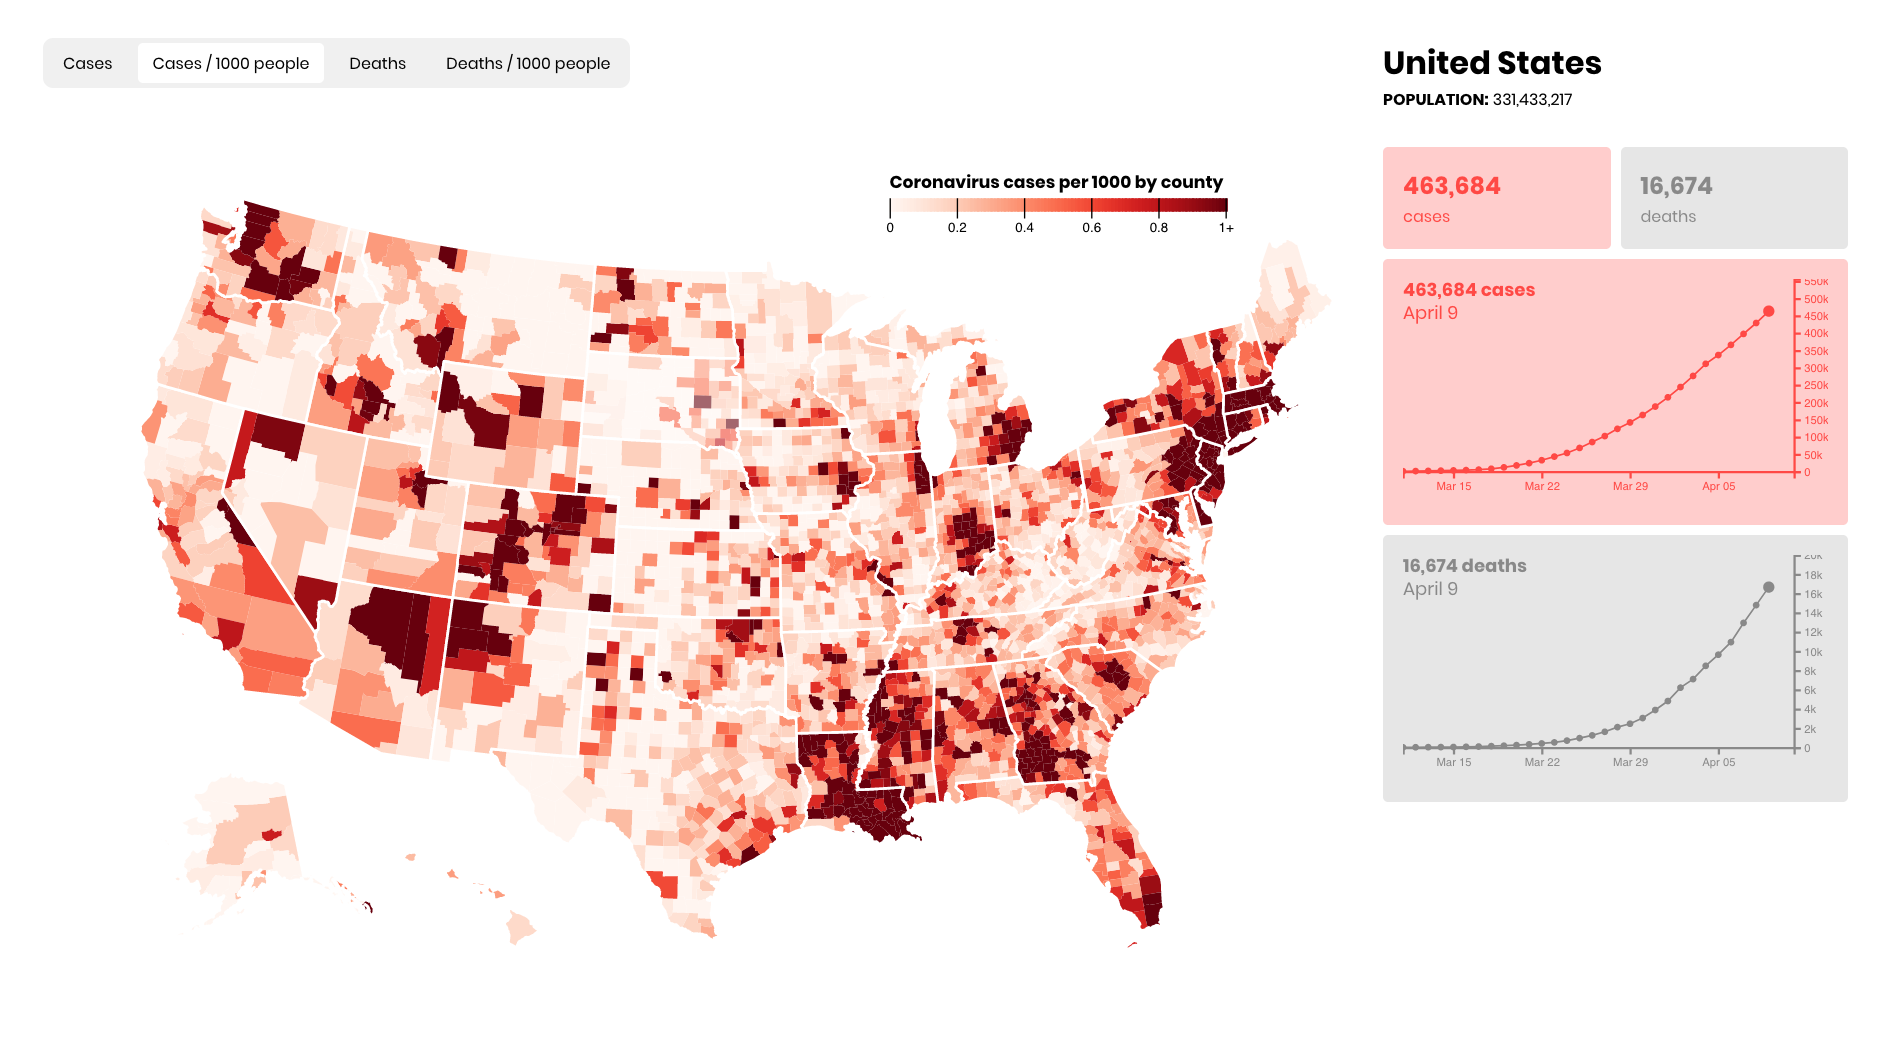 Cases
Cases / 1000 people
Deaths
Deaths / 1000 people
United States
POPULATION: 331,433,217
463,684
cases
16,674
deaths
Coronavirus cases per 1000 by county
0
0.2
0.4
0.6
0.8
1+
463,684 cases
April 9
550k
500k
450k
400k
350k
300k
250k
200k
150k
100k
50k
0
Mar 15
Mar 22
Mar 29
Apr 05
16,674 deaths
April 9
20k
18k
16k
14k
12k
10k
8k
6k
4k
2k
0
Mar 15
Mar 22
Mar 29
Apr 05